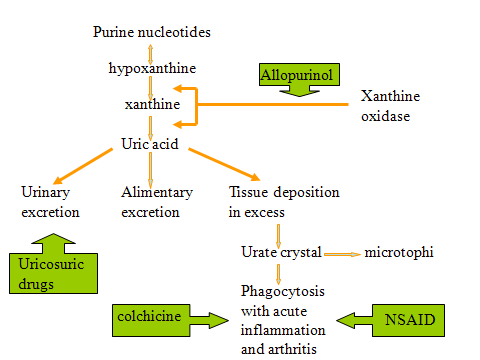 Purine nucleotides
hypoxanthine
Allopurinol
xanthine
Xanthine
oxidase
Uric acid
Urinary
excretion
Alimentary
excretion
Tissue deposition
in excess
Urate crystal
microtophi
Uricosuric
drugs
Phagocytosis
with acute
inflammation
and arthritis
colchicine
NSAID